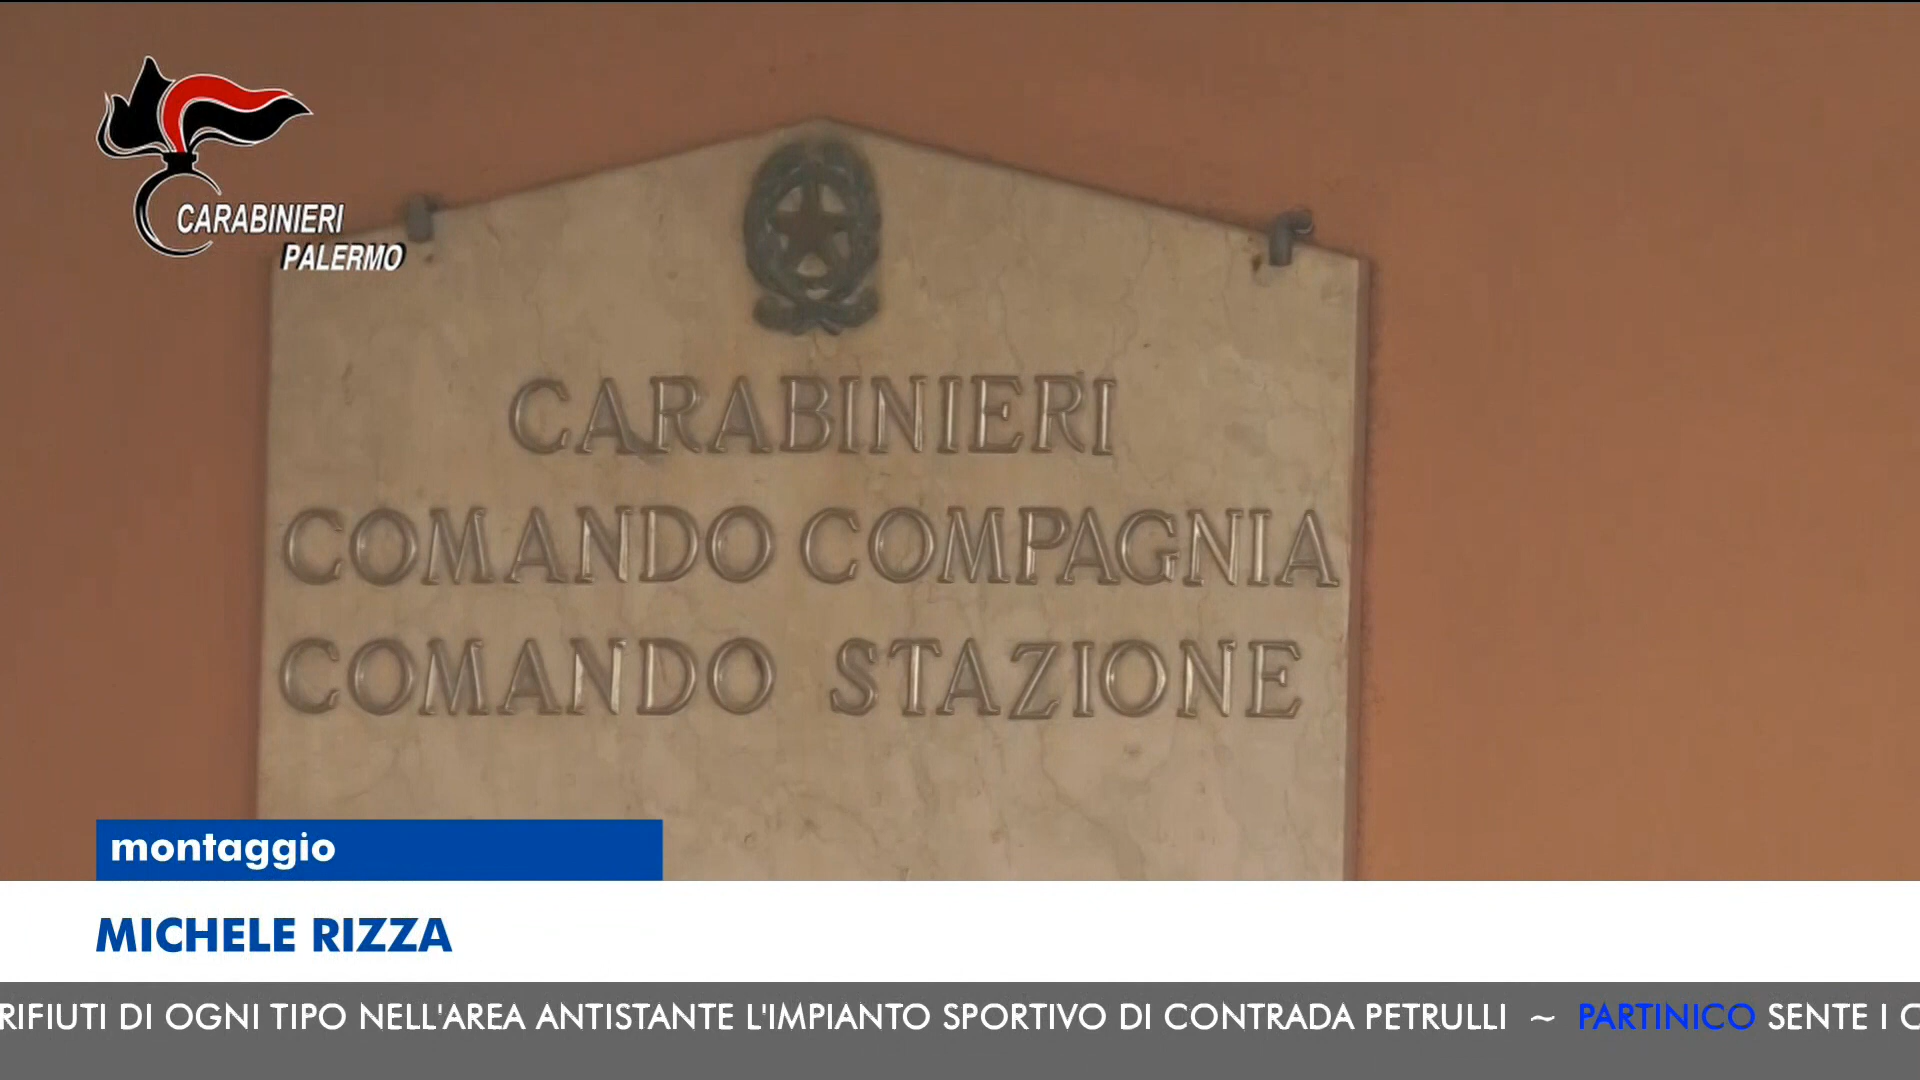 CARABINIERI
PALERMO
CARABINIERI
COMANDO COMPAGNIA
COMANDO STAZIONE
montaggio
MICHELE RIZZA
RIFIUTI DI OGNI TIPO NELL'AREA ANTISTANTE L'IMPIANTO SPORTIVO DI CONTRADA PETRULLI ~ PARTINICO SENTE I